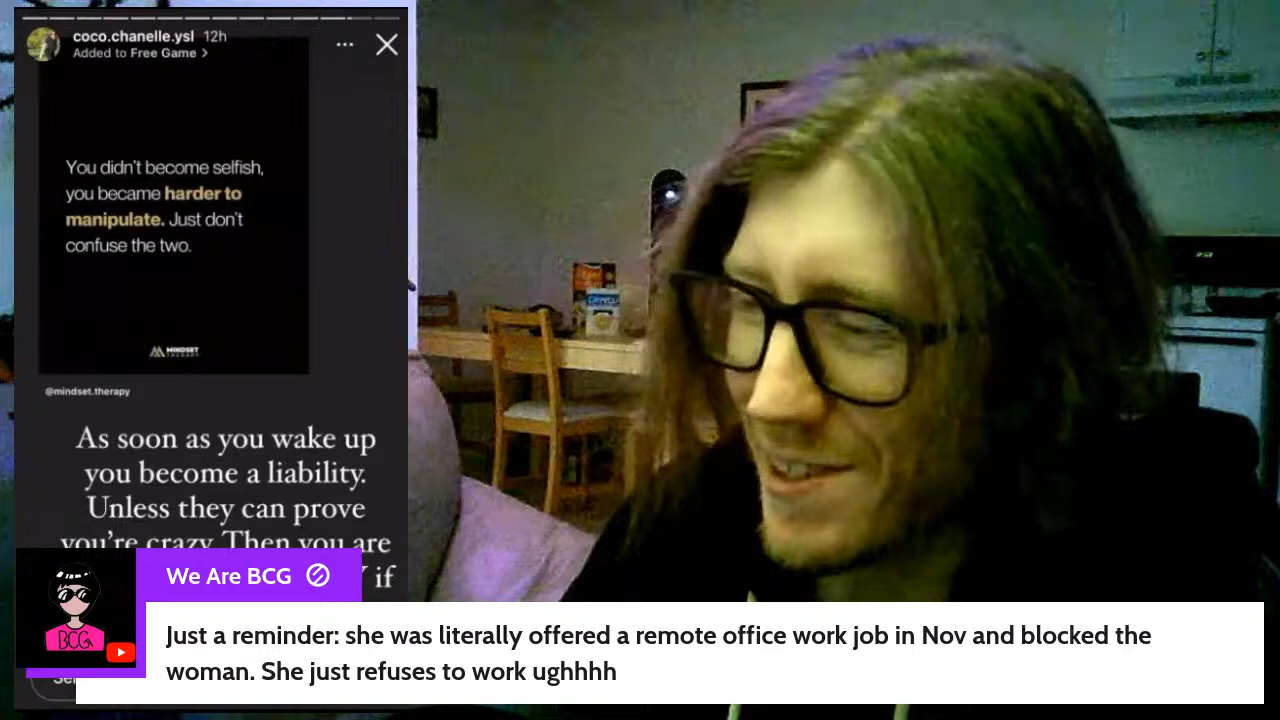 coco.chanelle.ysl 12h
Added to Free Game >
You didn't become selfish,
you became harder to
manipulate. Just don't
confuse the two.
MINDSET
THERAPY
@mindset.therapy
As soon as you wake up
you become a liability.
Unless they can prove
you're crazy. Then you are
if
We Are BCG
BCG
Just a reminder: she was literally offered a remote office work job in Nov and blocked the
woman. She just refuses to work ughhhh